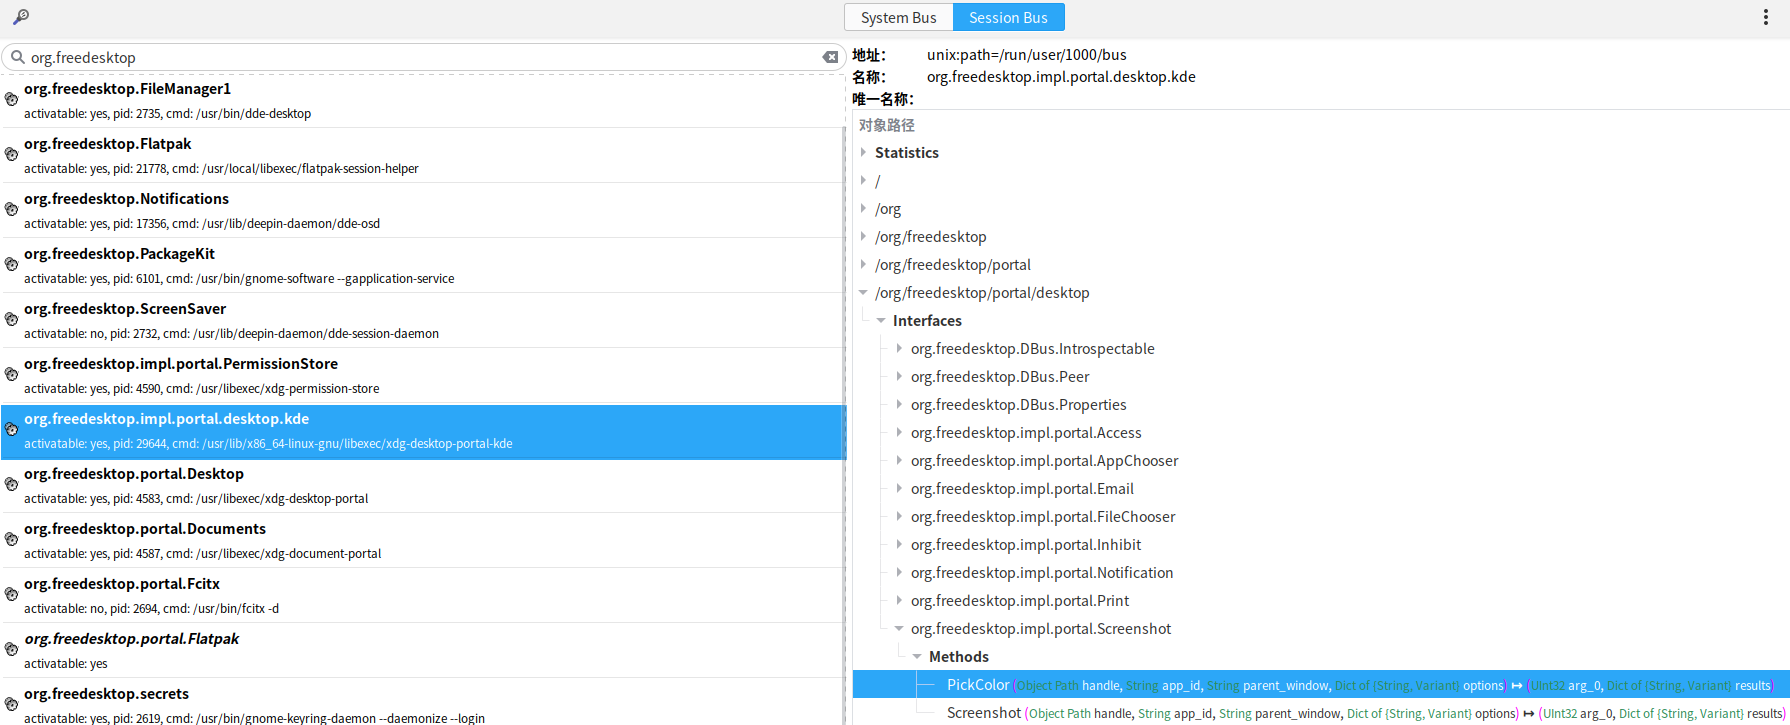 System Bus
Session Bus
org.freedesktop
org.freedesktop.FileManager1
activatable: yes, pid: 2735, cmd: /usr/bin/dde-desktop
org.freedesktop.Flatpak
activatable: yes, pid: 21778, cmd: /usr/local/libexec/flatpak-session-helper
org.freedesktop.Notifications
activatable: yes, pid: 17356, cmd: /usr/lib/deepin-daemon/dde-osd
org.freedesktop.PackageKit
activatable: yes, pid: 6101, cmd: /usr/bin/gnome-software --gapplication-service
org.freedesktop.ScreenSaver
activatable: no, pid: 2732, cmd: /usr/lib/deepin-daemon/dde-session-daemon
org.freedesktop.impl.portal.PermissionStore
activatable: yes, pid: 4590, cmd: /usr/libexec/xdg-permission-store
org.freedesktop.impl.portal.desktop.kde
activatable: yes, pid: 29644, cmd: /usr/lib/x86_64-linux-gnu/libexec/xdg-desktop-portal-kde
org.freedesktop.portal.Desktop
activatable: yes, pid: 4583, cmd: /usr/libexec/xdg-desktop-portal
org.freedesktop.portal.Documents
activatable: yes, pid: 4587, cmd: /usr/libexec/xdg-document-portal
org.freedesktop.portal.Fcitx
activatable: no, pid: 2694, cmd: /usr/bin/fcitx -d
org.freedesktop.portal.Flatpak
activatable: yes
org.freedesktop.secrets
activatable: yes, pid: 2619, cmd: /usr/bin/gnome-keyring-daemon --daemonize --login
地址: unix:path=/run/user/1000/bus
名称: org.freedesktop.impl.portal.desktop.kde
唯一名称:
对象路径
Statistics
/
/org
/org/freedesktop
/org/freedesktop/portal
/org/freedesktop/portal/desktop
Interfaces
org.freedesktop.DBus.Introspectable
org.freedesktop.DBus.Peer
org.freedesktop.DBus.Properties
org.freedesktop.impl.portal.Access
org.freedesktop.impl.portal.AppChooser
org.freedesktop.impl.portal.Email
org.freedesktop.impl.portal.FileChooser
org.freedesktop.impl.portal.Inhibit
org.freedesktop.impl.portal.Notification
org.freedesktop.impl.portal.Print
org.freedesktop.impl.portal.Screenshot
Methods
PickColor (Object Path handle, String app_id, String parent_window, Dict of {String, Variant} options) ↦ (UInt32 arg_0, Dict of {String, Variant} results)
Screenshot (Object Path handle, String app_id, String parent_window, Dict of {String, Variant} options) ↦ (UInt32 arg_0, Dict of {String, Variant} results)